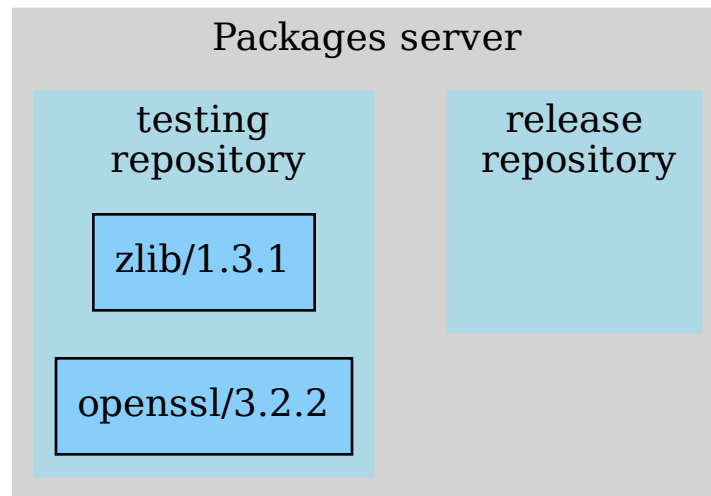 Packages server
testing
repository
zlib/1.3.1
openssl/3.2.2
release
repository